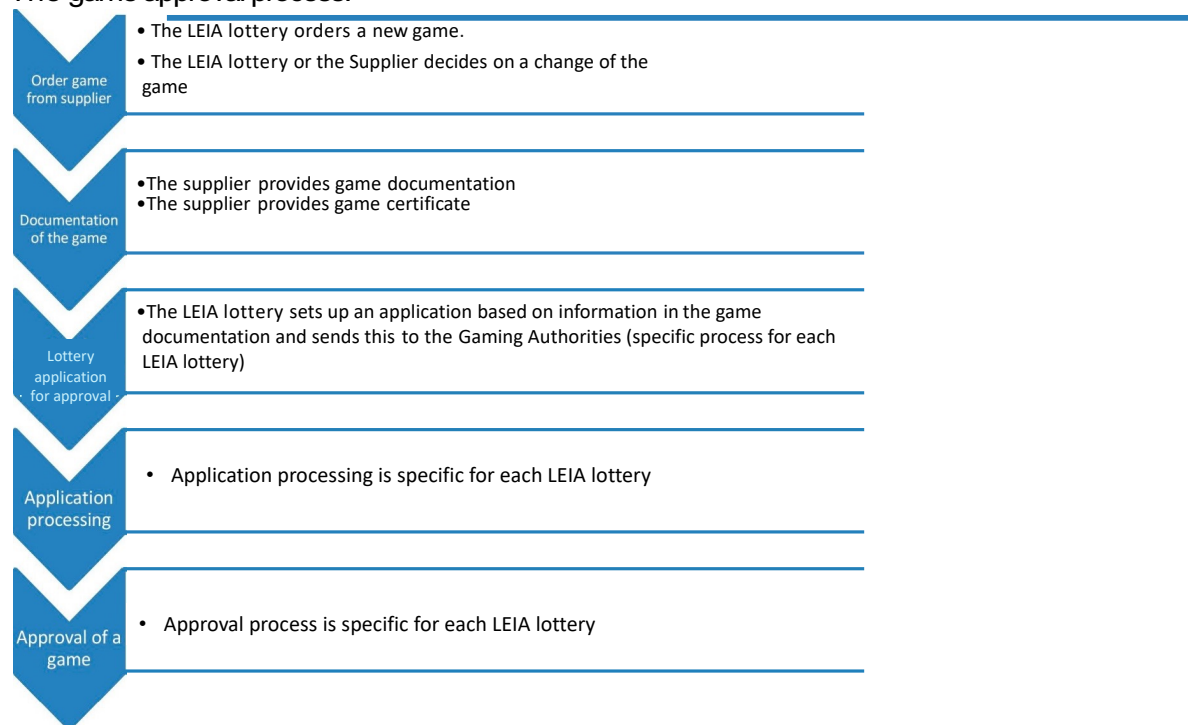 The game approval process.
Order game
from supplier
• The LEIA lottery orders a new game.
• The LEIA lottery or the Supplier decides on a change of the
game
Documentation
of the game
•The supplier provides game documentation
•The supplier provides game certificate
Lottery
application
· for approval ·
•The LEIA lottery sets up an application based on information in the game
documentation and sends this to the Gaming Authorities (specific process for each
LEIA lottery)
Application
processing
• Application processing is specific for each LEIA lottery
Approval of a
game
• Approval process is specific for each LEIA lottery